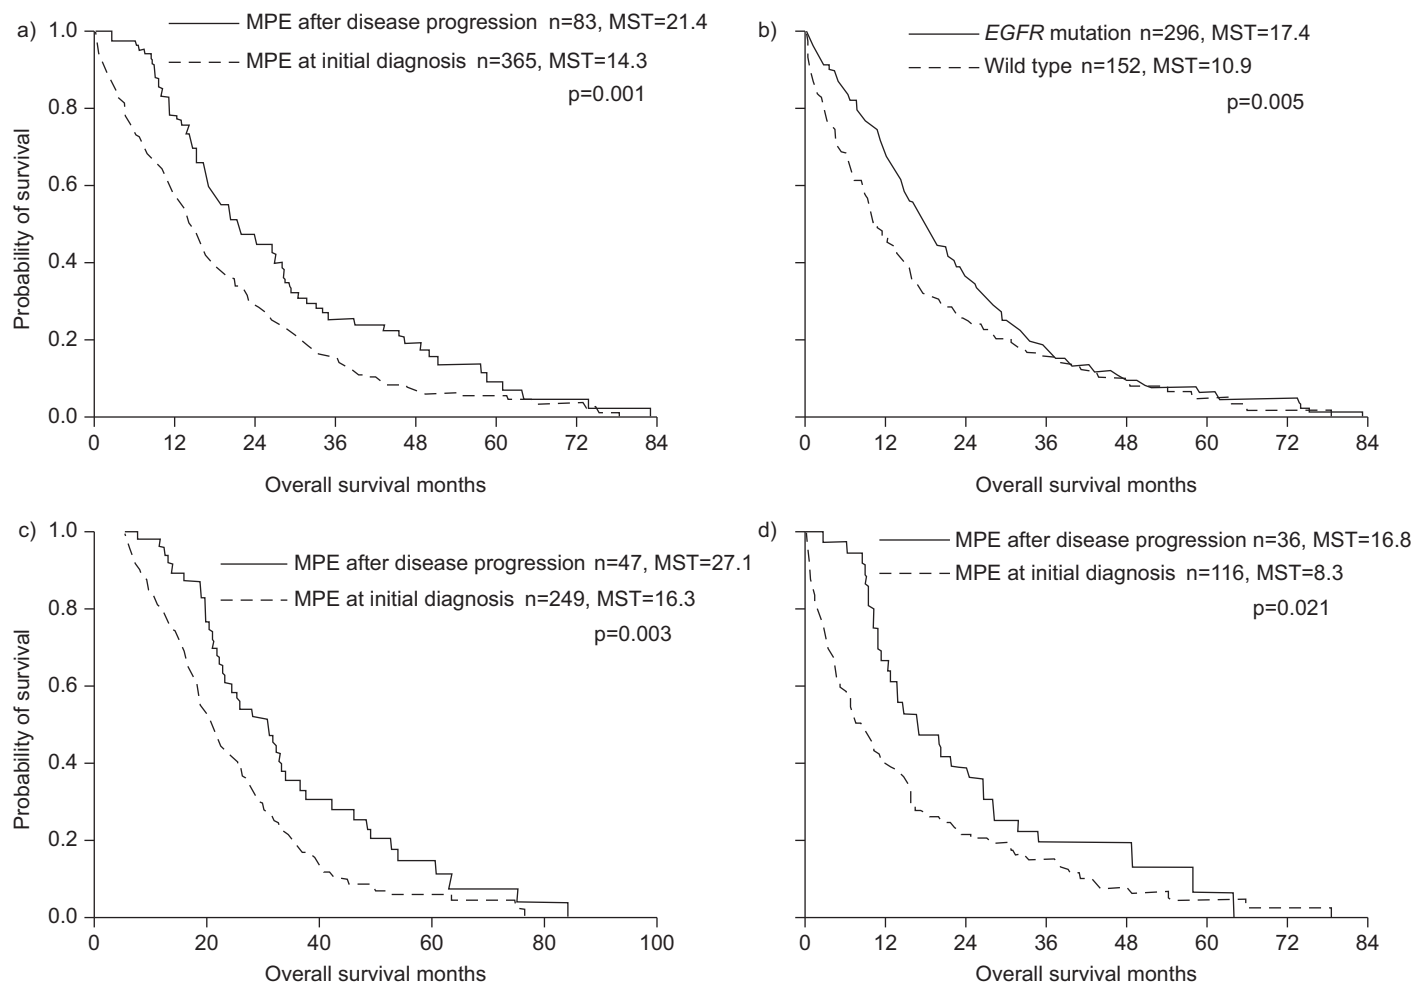 a)
MPE after disease progression n=83, MST=21.4
MPE at initial diagnosis n=365, MST=14.3
p=0.001
Probability of survival
1.0
0.8
0.6
0.4
0.2
0.0
0 12 24 36 48 60 72 84
Overall survival months
b)
EGFR mutation n=296, MST=17.4
Wild type n=152, MST=10.9
p=0.005
0 12 24 36 48 60 72 84
Overall survival months
c)
MPE after disease progression n=47, MST=27.1
MPE at initial diagnosis n=249, MST=16.3
p=0.003
Probability of survival
1.0
0.8
0.6
0.4
0.2
0.0
0 20 40 60 80 100
Overall survival months
d)
MPE after disease progression n=36, MST=16.8
MPE at initial diagnosis n=116, MST=8.3
p=0.021
0 12 24 36 48 60 72 84
Overall survival months